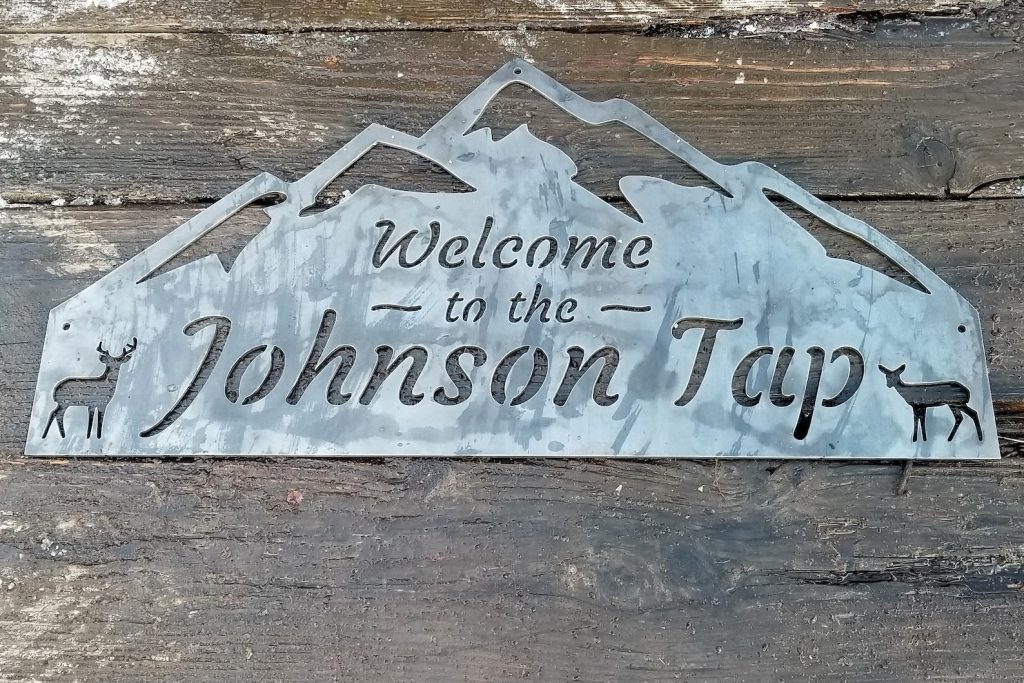 Welcome
to the
Johnson Tap